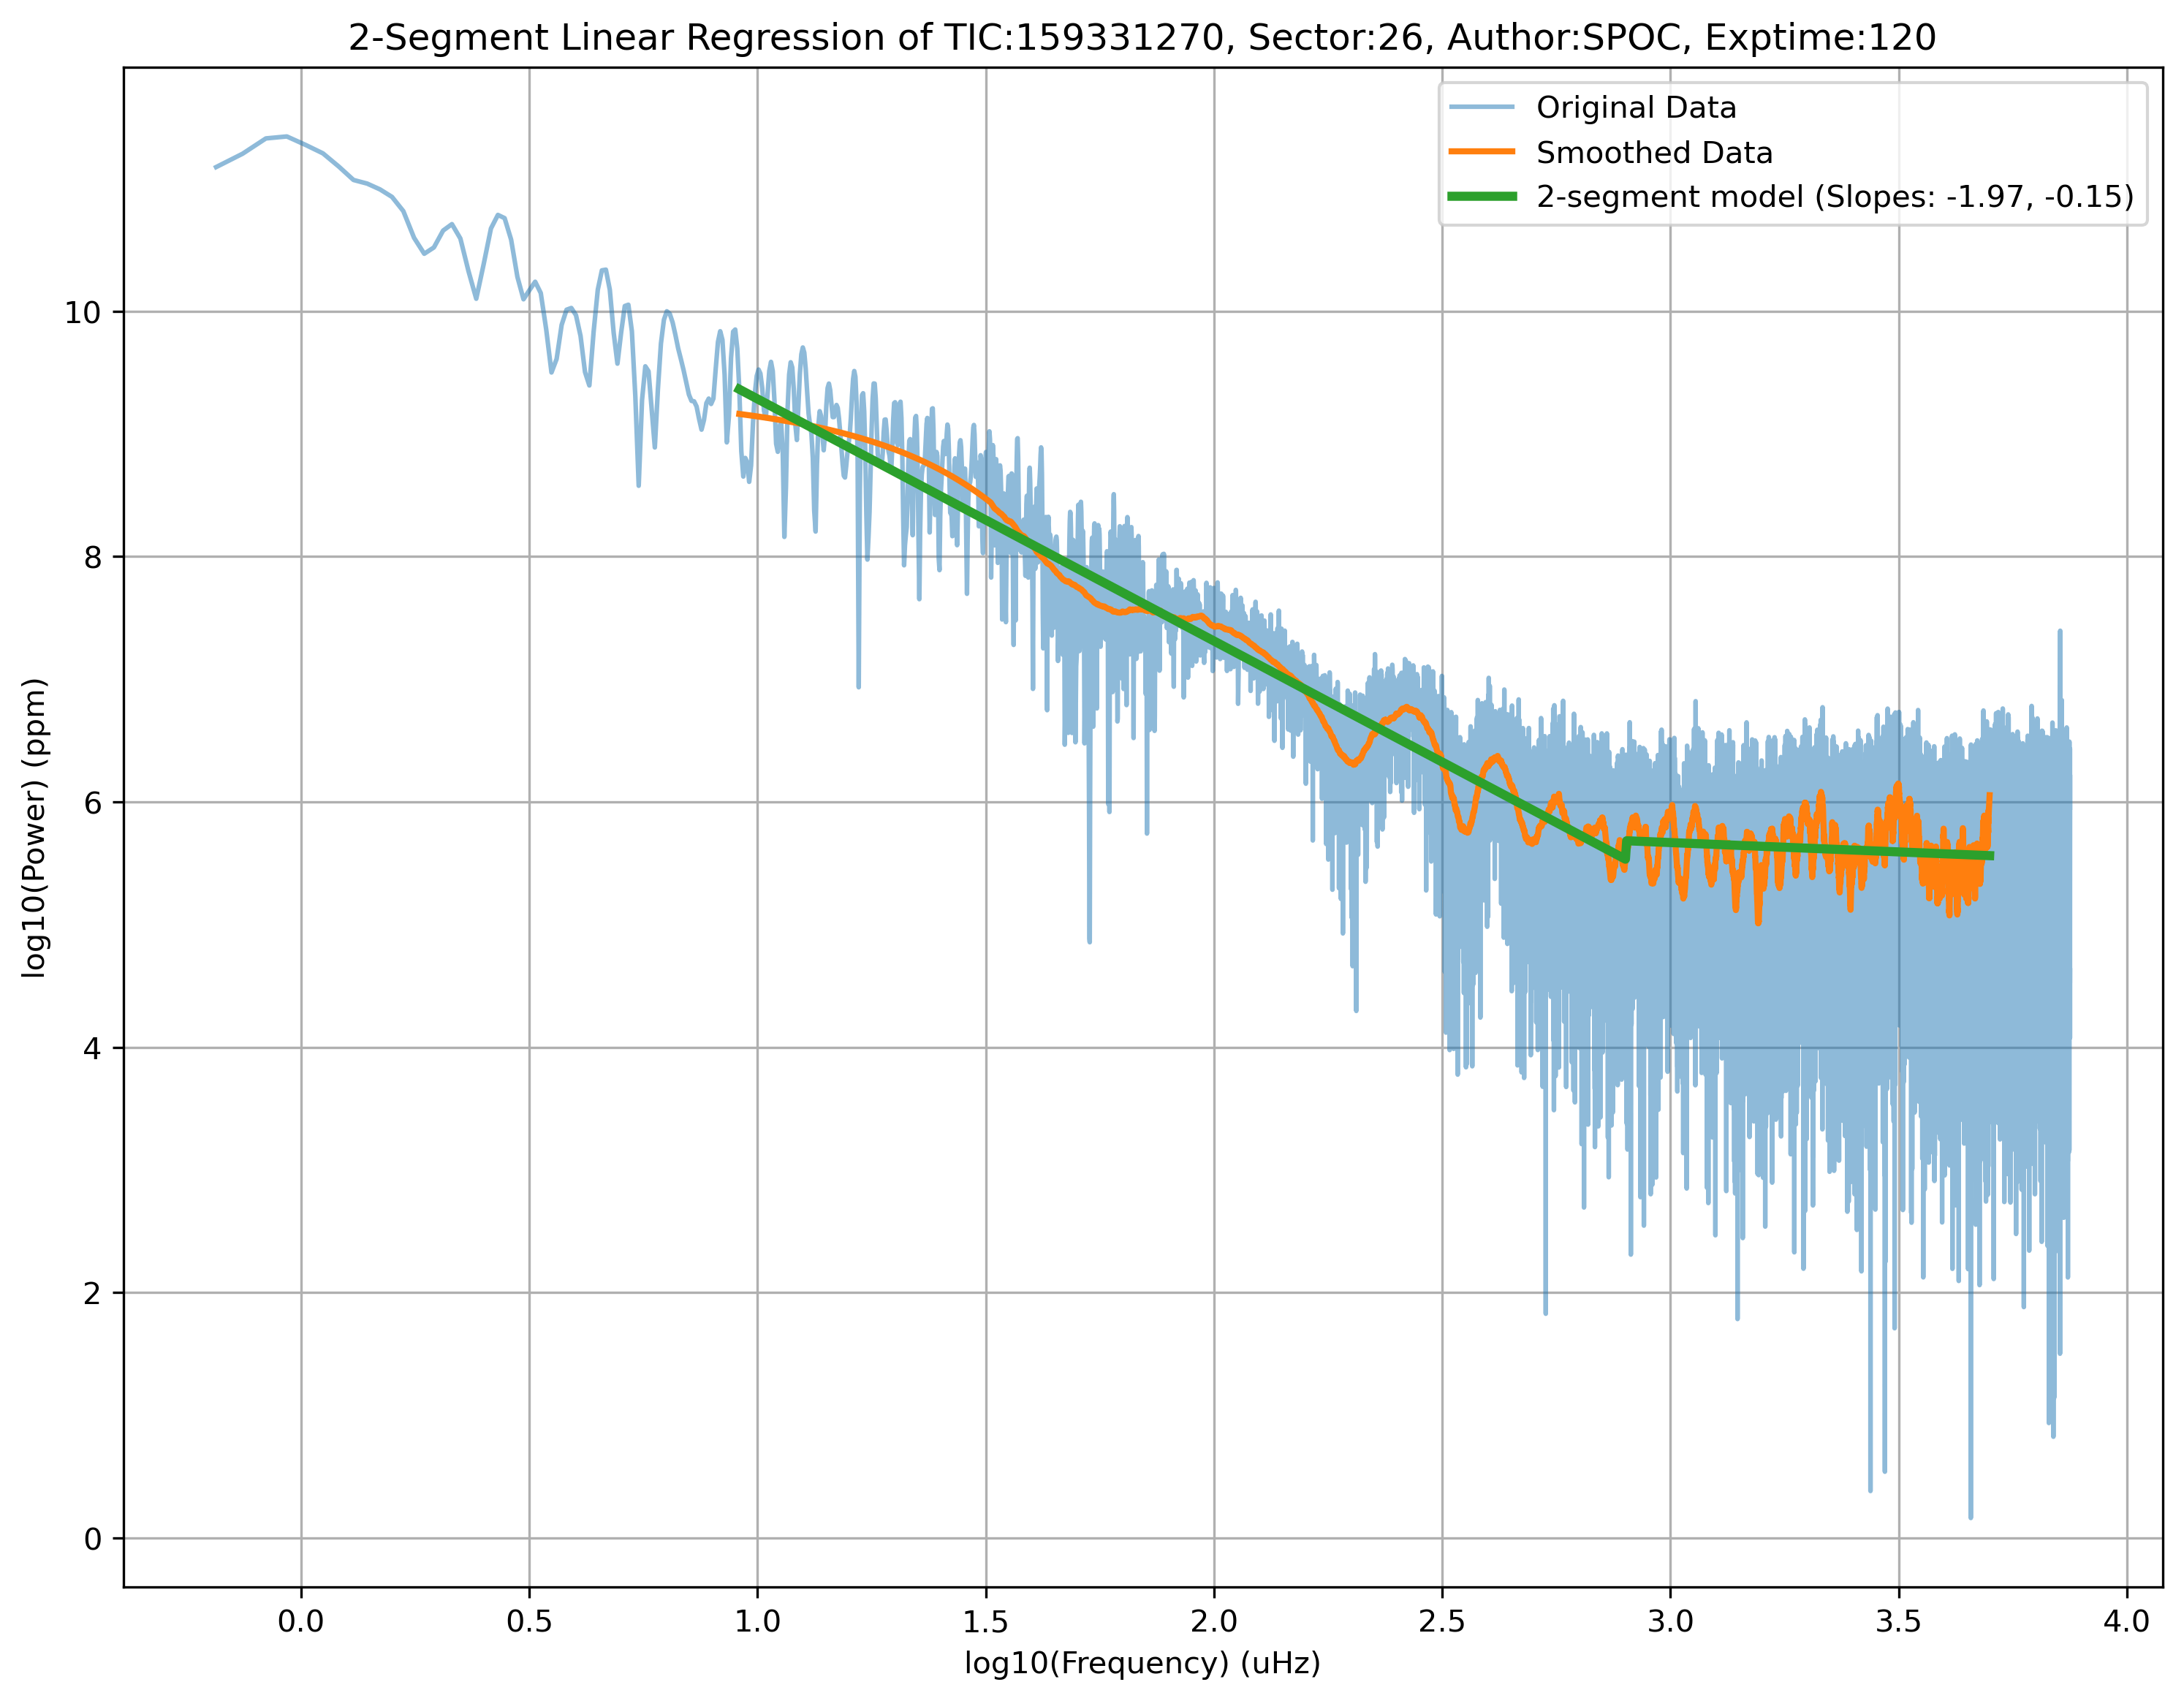 2-Segment Linear Regression of TIC:159331270, Sector:26, Author:SPOC, Exptime:120
Original Data
Smoothed Data
2-segment model (Slopes: -1.97, -0.15)
log10(Power) (ppm)
10
8
6
4
2
0
0.0 0.5 1.0 1.5 2.0 2.5 3.0 3.5 4.0
log10(Frequency) (uHz)